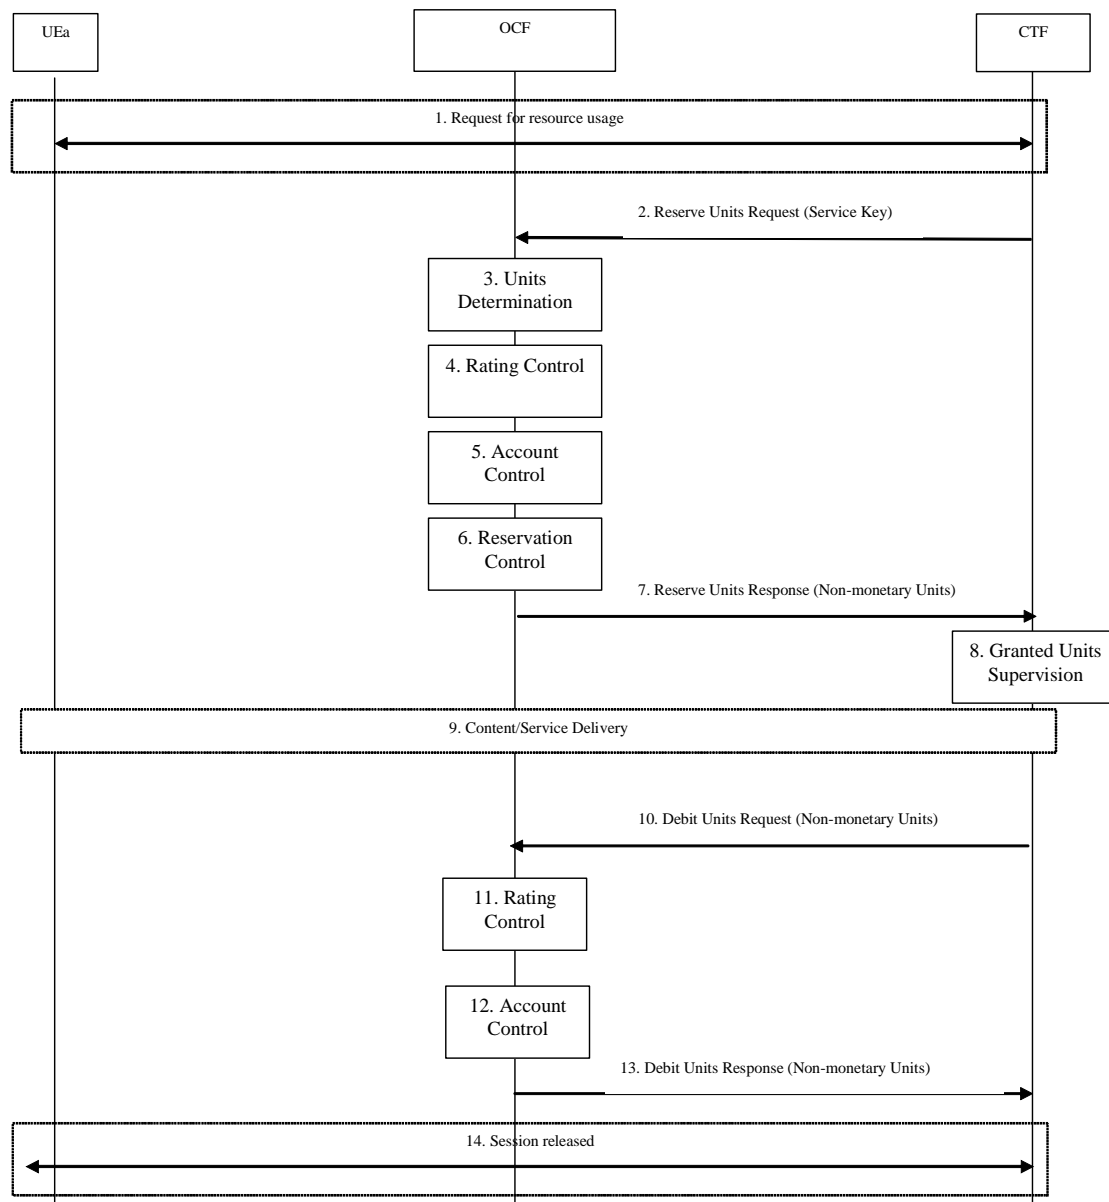 UEa
OCF
CTF
1. Request for resource usage
2. Reserve Units Request (Service Key)
3. Units
Determination
4. Rating Control
5. Account
Control
6. Reservation
Control
7. Reserve Units Response (Non-monetary Units)
8. Granted Units
Supervision
9. Content/Service Delivery
10. Debit Units Request (Non-monetary Units)
11. Rating
Control
12. Account
Control
13. Debit Units Response (Non-monetary Units)
14. Session released